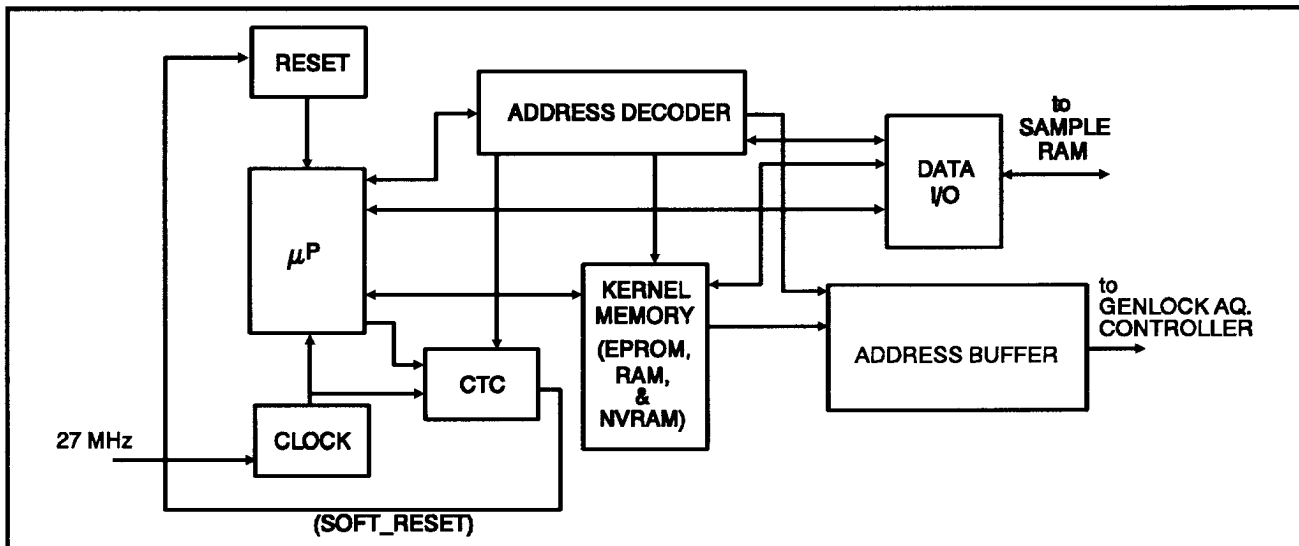 RESET
ADDRESS DECODER
to
SAMPLE
RAM
DATA
I/O
μP
KERNEL
MEMORY
(EPROM,
RAM,
&
NVRAM)
to
GENLOCK AQ.
CONTROLLER
ADDRESS BUFFER
CTC
27 MHz
CLOCK
(SOFT_RESET)